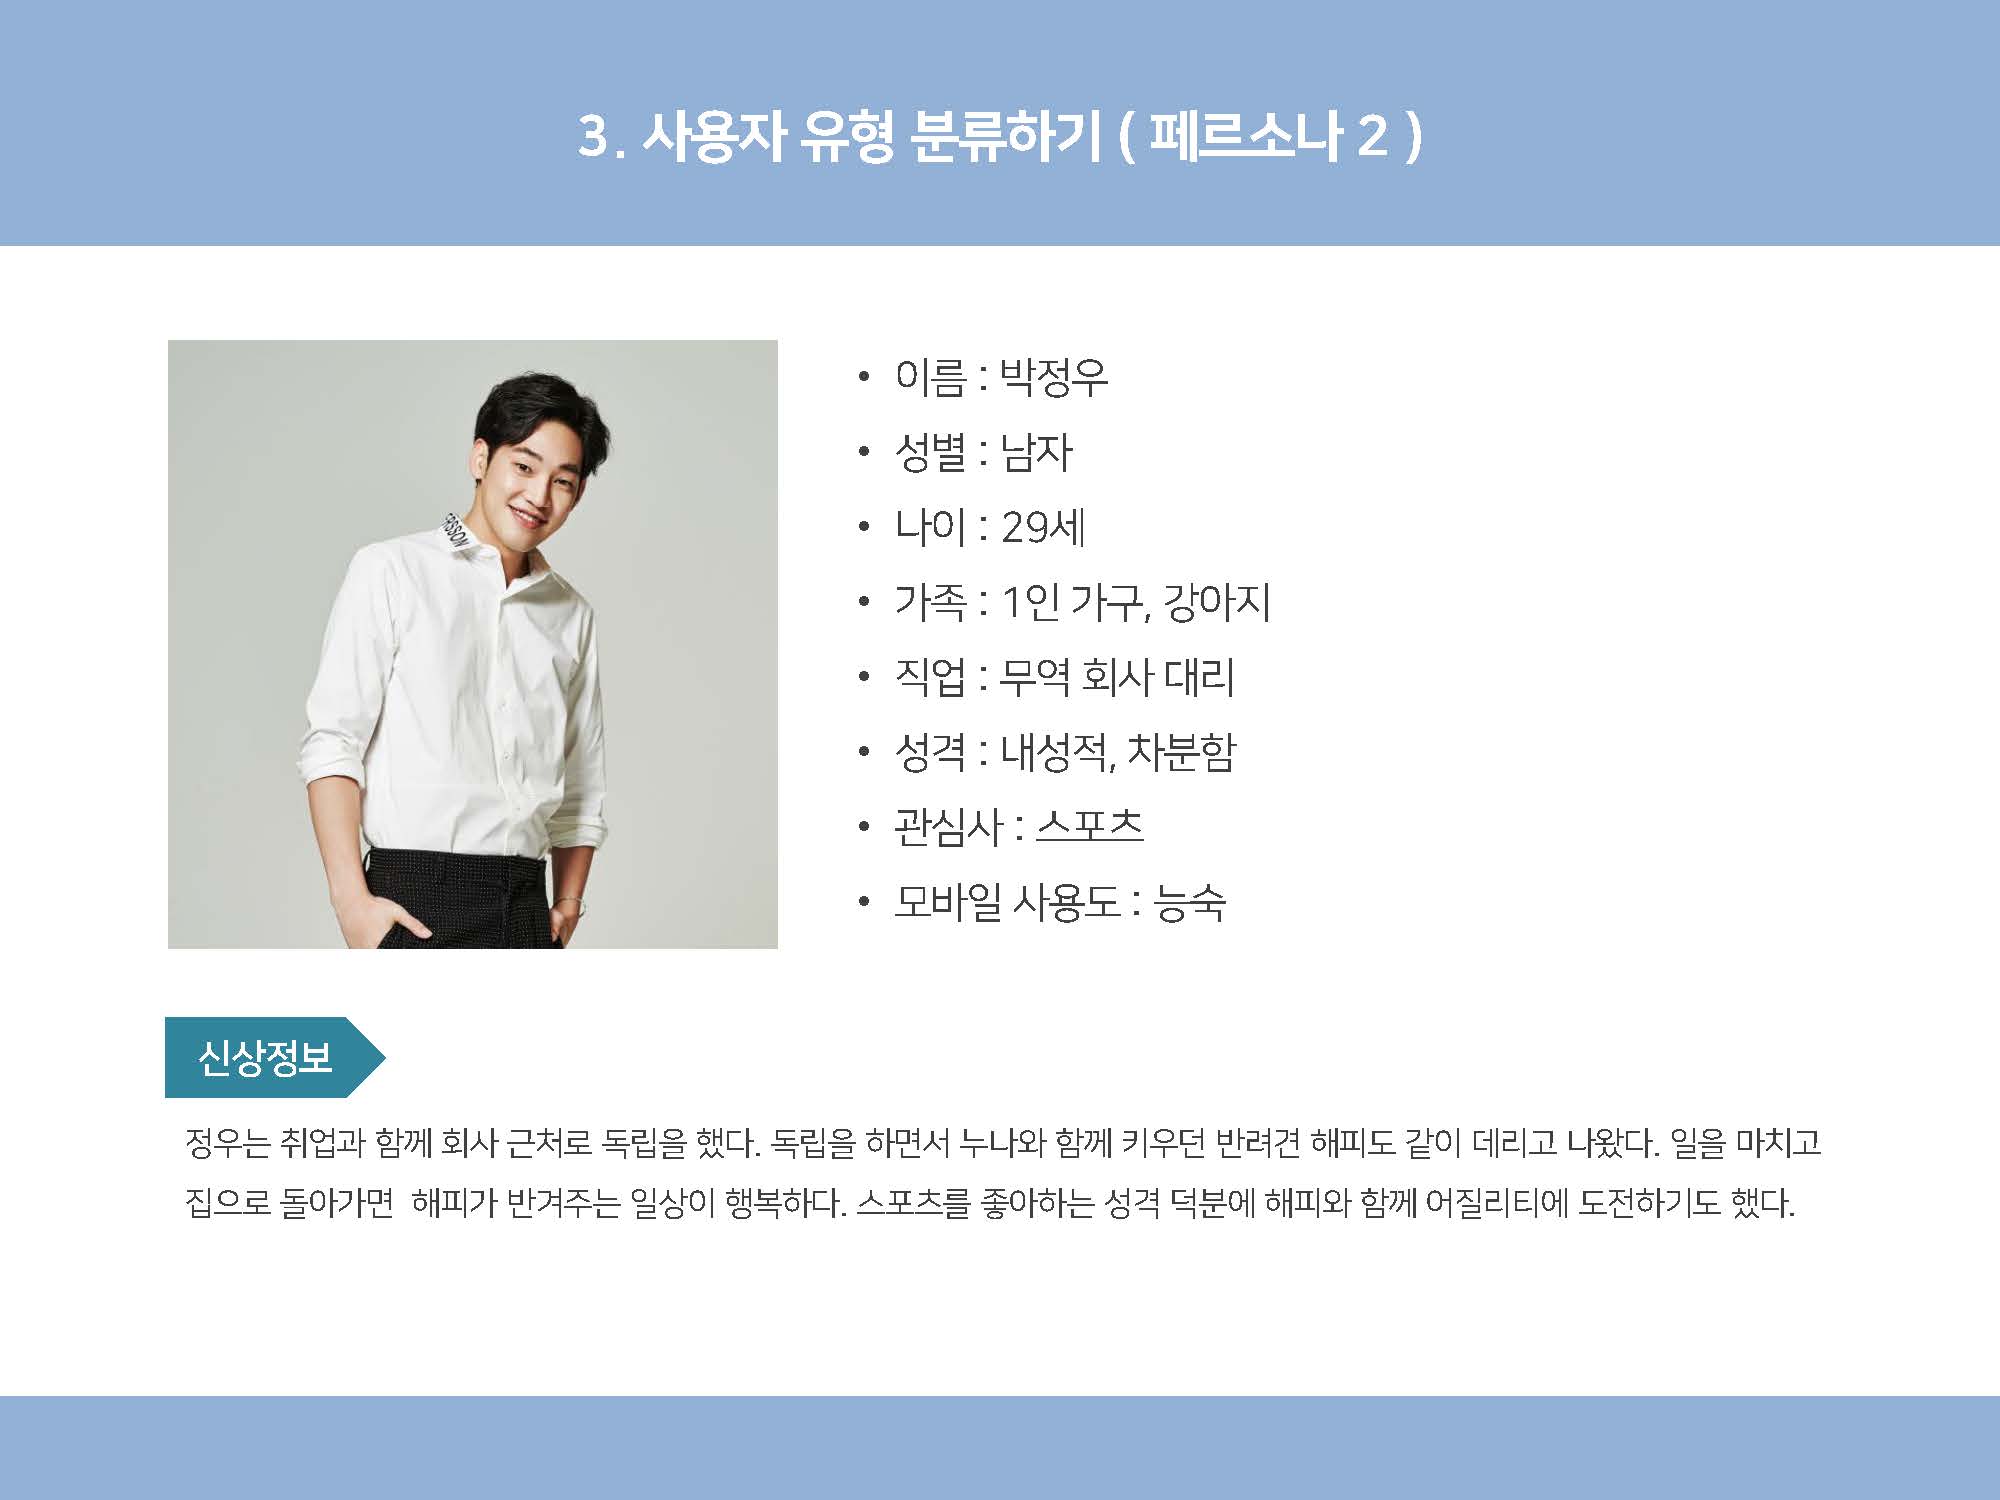 3. 사용자 유형 분류하기 ( 페르소나 2 )
RSSON
• 이름 : 박정우
• 성별 : 남자
• 나이 : 29세
• 가족 : 1인 가구, 강아지
• 직업 : 무역 회사 대리
• 성격 : 내성적, 차분함
• 관심사 : 스포츠
• 모바일 사용도 : 능숙
신상정보
정우는 취업과 함께 회사 근처로 독립을 했다. 독립을 하면서 누나와 함께 키우던 반려견 해피도 같이 데리고 나왔다. 일을 마치고
집으로 돌아가면 해피가 반겨주는 일상이 행복하다. 스포츠를 좋아하는 성격 덕분에 해피와 함께 어질리티에 도전하기도 했다.